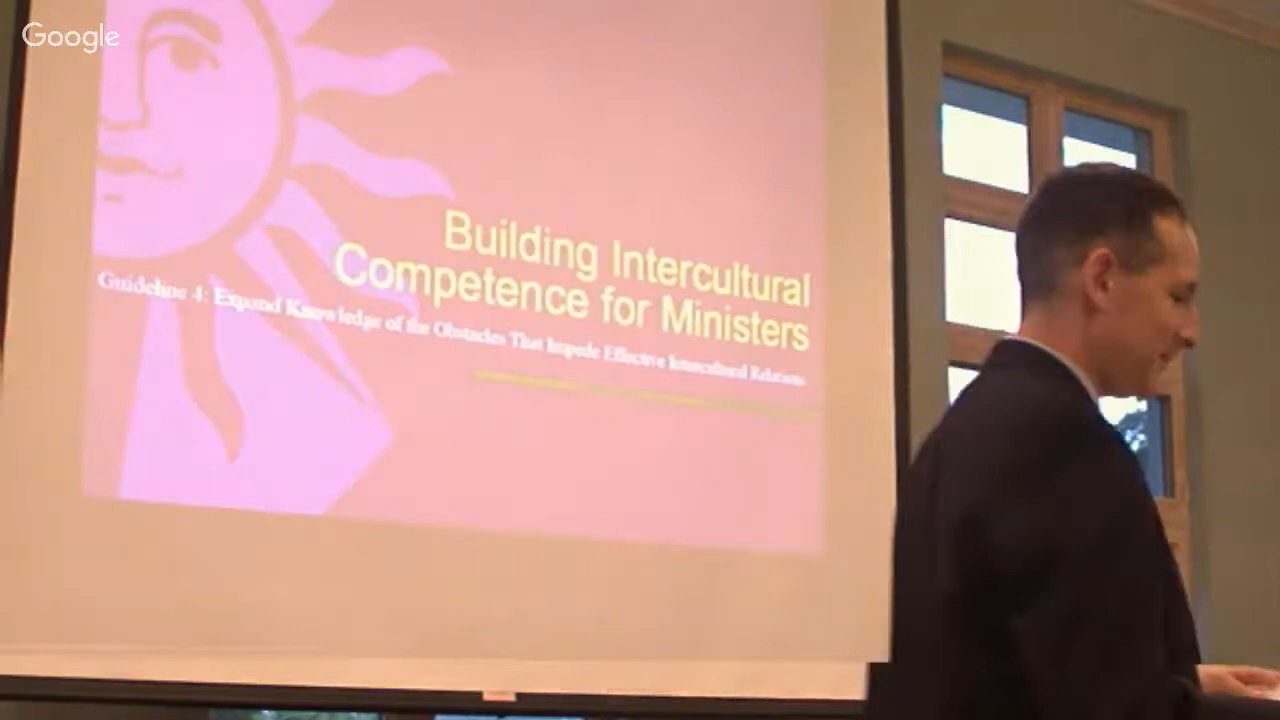 Google
Building Intercultural
Competence for Ministers
Guideline 4: Expand Knowledge of the Obstacles That Impede Effective Intercultural Relations